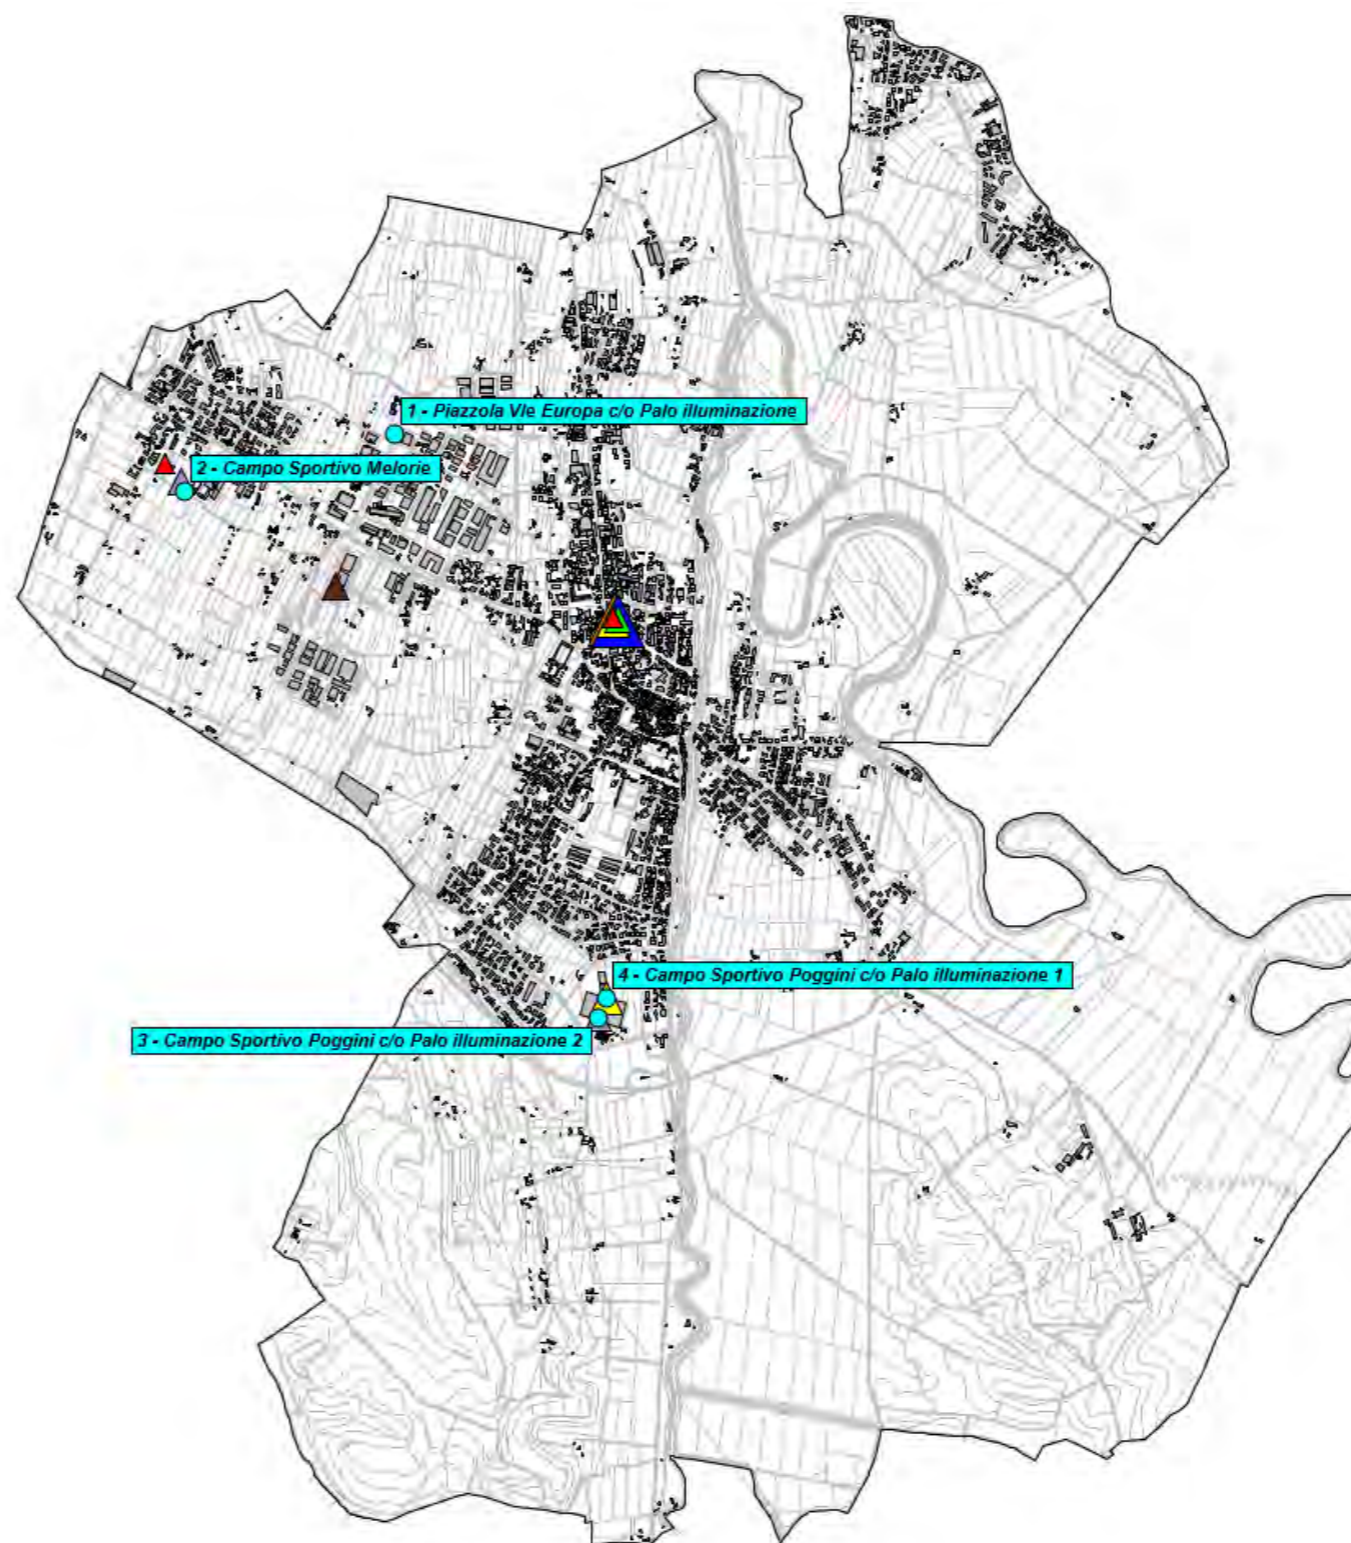 1 - Piazzola Vle Europa c/o Palo illuminazione
2 - Campo Sportivo Melorie
4 - Campo Sportivo Poggini c/o Palo illuminazione 1
3 - Campo Sportivo Poggini c/o Palo illuminazione 2